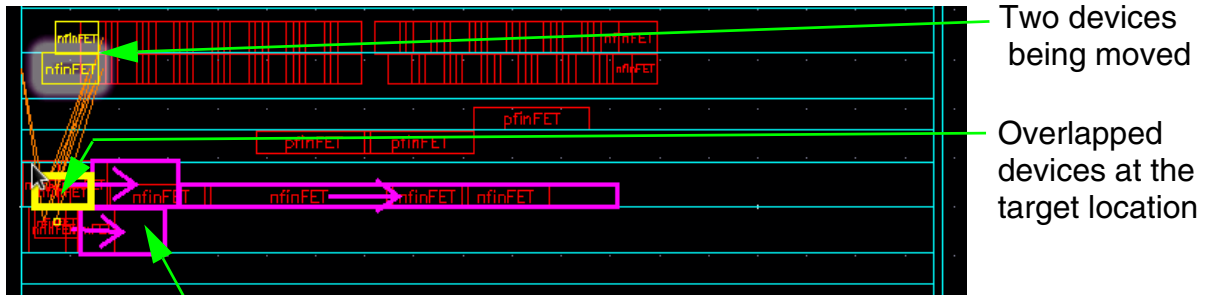 Two devices
being moved
nfinFET
nfinFET
nfinFET
nfinFET
pfinFET
pfinFET
pfinFET
Overlapped
devices at the
target location
nfinFET
nfinFET
nfinFET
nfinFET